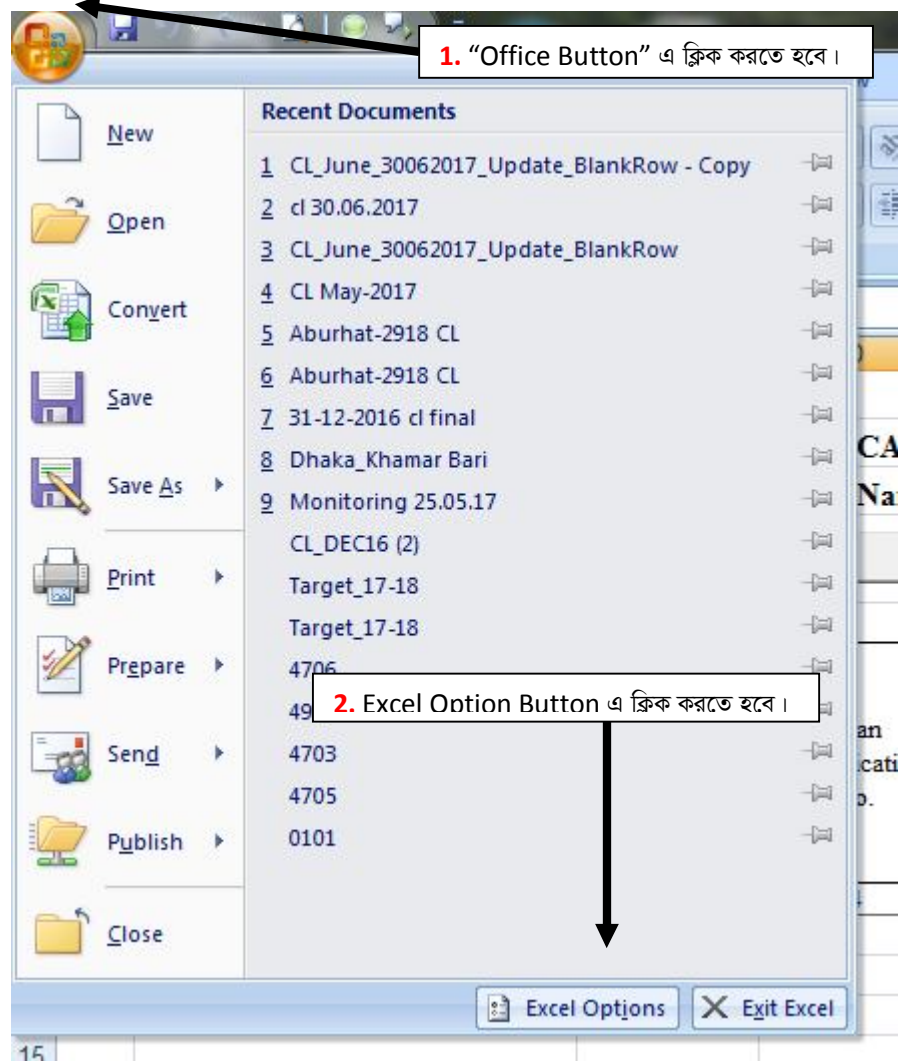 1. “Office Button” এ ক্লিক করতে হবে।
Recent Documents
New
Open
Convert
Save
Save As
Print
Prepare
Send
Publish
Close
1 CL_June_30062017_Update_BlankRow - Copy
2 cl 30.06.2017
3 CL_June_30062017_Update_BlankRow
4 CL May-2017
5 Aburhat-2918 CL
6 Aburhat-2918 CL
7 31-12-2016 cl final
8 Dhaka_Khamar Bari
9 Monitoring 25.05.17
CL_DEC16 (2)
Target_17-18
Target_17-18
4706
2. Excel Option Button এ ক্লিক করতে হবে।
49
4703
4705
0101
Excel Options
Exit Excel
CA
Na
an
cati
15